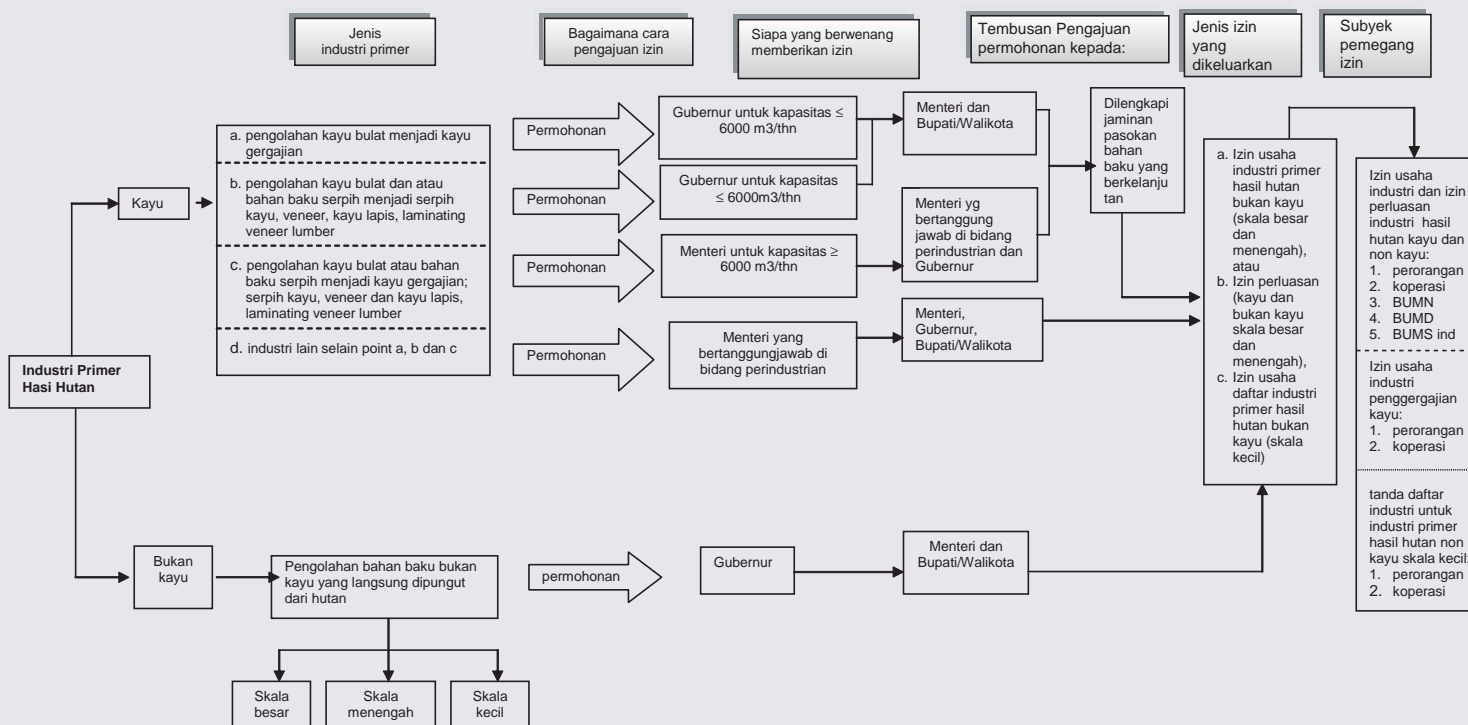 Jenis
industri primer
Bagaimana cara
pengajuan izin
Siapa yang berwenang
memberikan izin
Tembusan Pengajuan
permohonan kepada:
Jenis izin
yang
dikeluarkan
Subyek
pemegang
izin
Industri Primer
Hasi Hutan
Kayu
a. pengolahan kayu bulat menjadi kayu
gergajian
b. pengolahan kayu bulat dan atau
bahan baku serpih menjadi serpih
kayu, veneer, kayu lapis, laminating
veneer lumber
c. pengolahan kayu bulat atau bahan
baku serpih menjadi kayu gergajian;
serpih kayu, veneer dan kayu lapis,
laminating veneer lumber
d. industri lain selain point a, b dan c
Permohonan
Permohonan
Permohonan
Permohonan
Gubernur untuk kapasitas ≤
6000 m3/thn
Gubernur untuk kapasitas
≤ 6000m3/thn
Menteri untuk kapasitas ≥
6000 m3/thn
Menteri yang
bertanggungjawab di
bidang perindustrian
Menteri dan
Bupati/Walikota
Menteri yg
bertanggung
jawab di bidang
perindustrian dan
Gubernur
Menteri,
Gubernur,
Bupati/Walikota
Dilengkapi
jaminan
pasokan
bahan
baku yang
berkelanju
tan
a. Izin usaha
industri primer
hasil hutan
bukan kayu
(skala besar
dan
menengah),
atau
b. Izin perluasan
(kayu dan
bukan kayu
skala besar
dan
menengah),
c. Izin usaha
daftar industri
primer hasil
hutan bukan
kayu (skala
kecil)
Izin usaha
industri dan izin
perluasan
industri hasil
hutan kayu dan
non kayu:
1. perorangan
2. koperasi
3. BUMN
4. BUMD
5. BUMS ind
Izin usaha
industri
penggergajian
kayu:
1. perorangan
2. koperasi
tanda daftar
industri untuk
industri primer
hasil hutan non
kayu skala kecil:
1. perorangan
2. koperasi
Bukan
kayu
Pengolahan bahan baku bukan
kayu yang langsung dipungut
dari hutan
permohonan
Gubernur
Menteri dan
Bupati/Walikota
Skala
besar
Skala
menengah
Skala
kecil